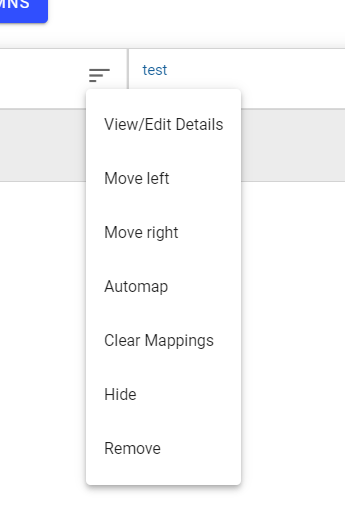 MNS
test
View/Edit Details
Move left
Move right
Automap
Clear Mappings
Hide
Remove